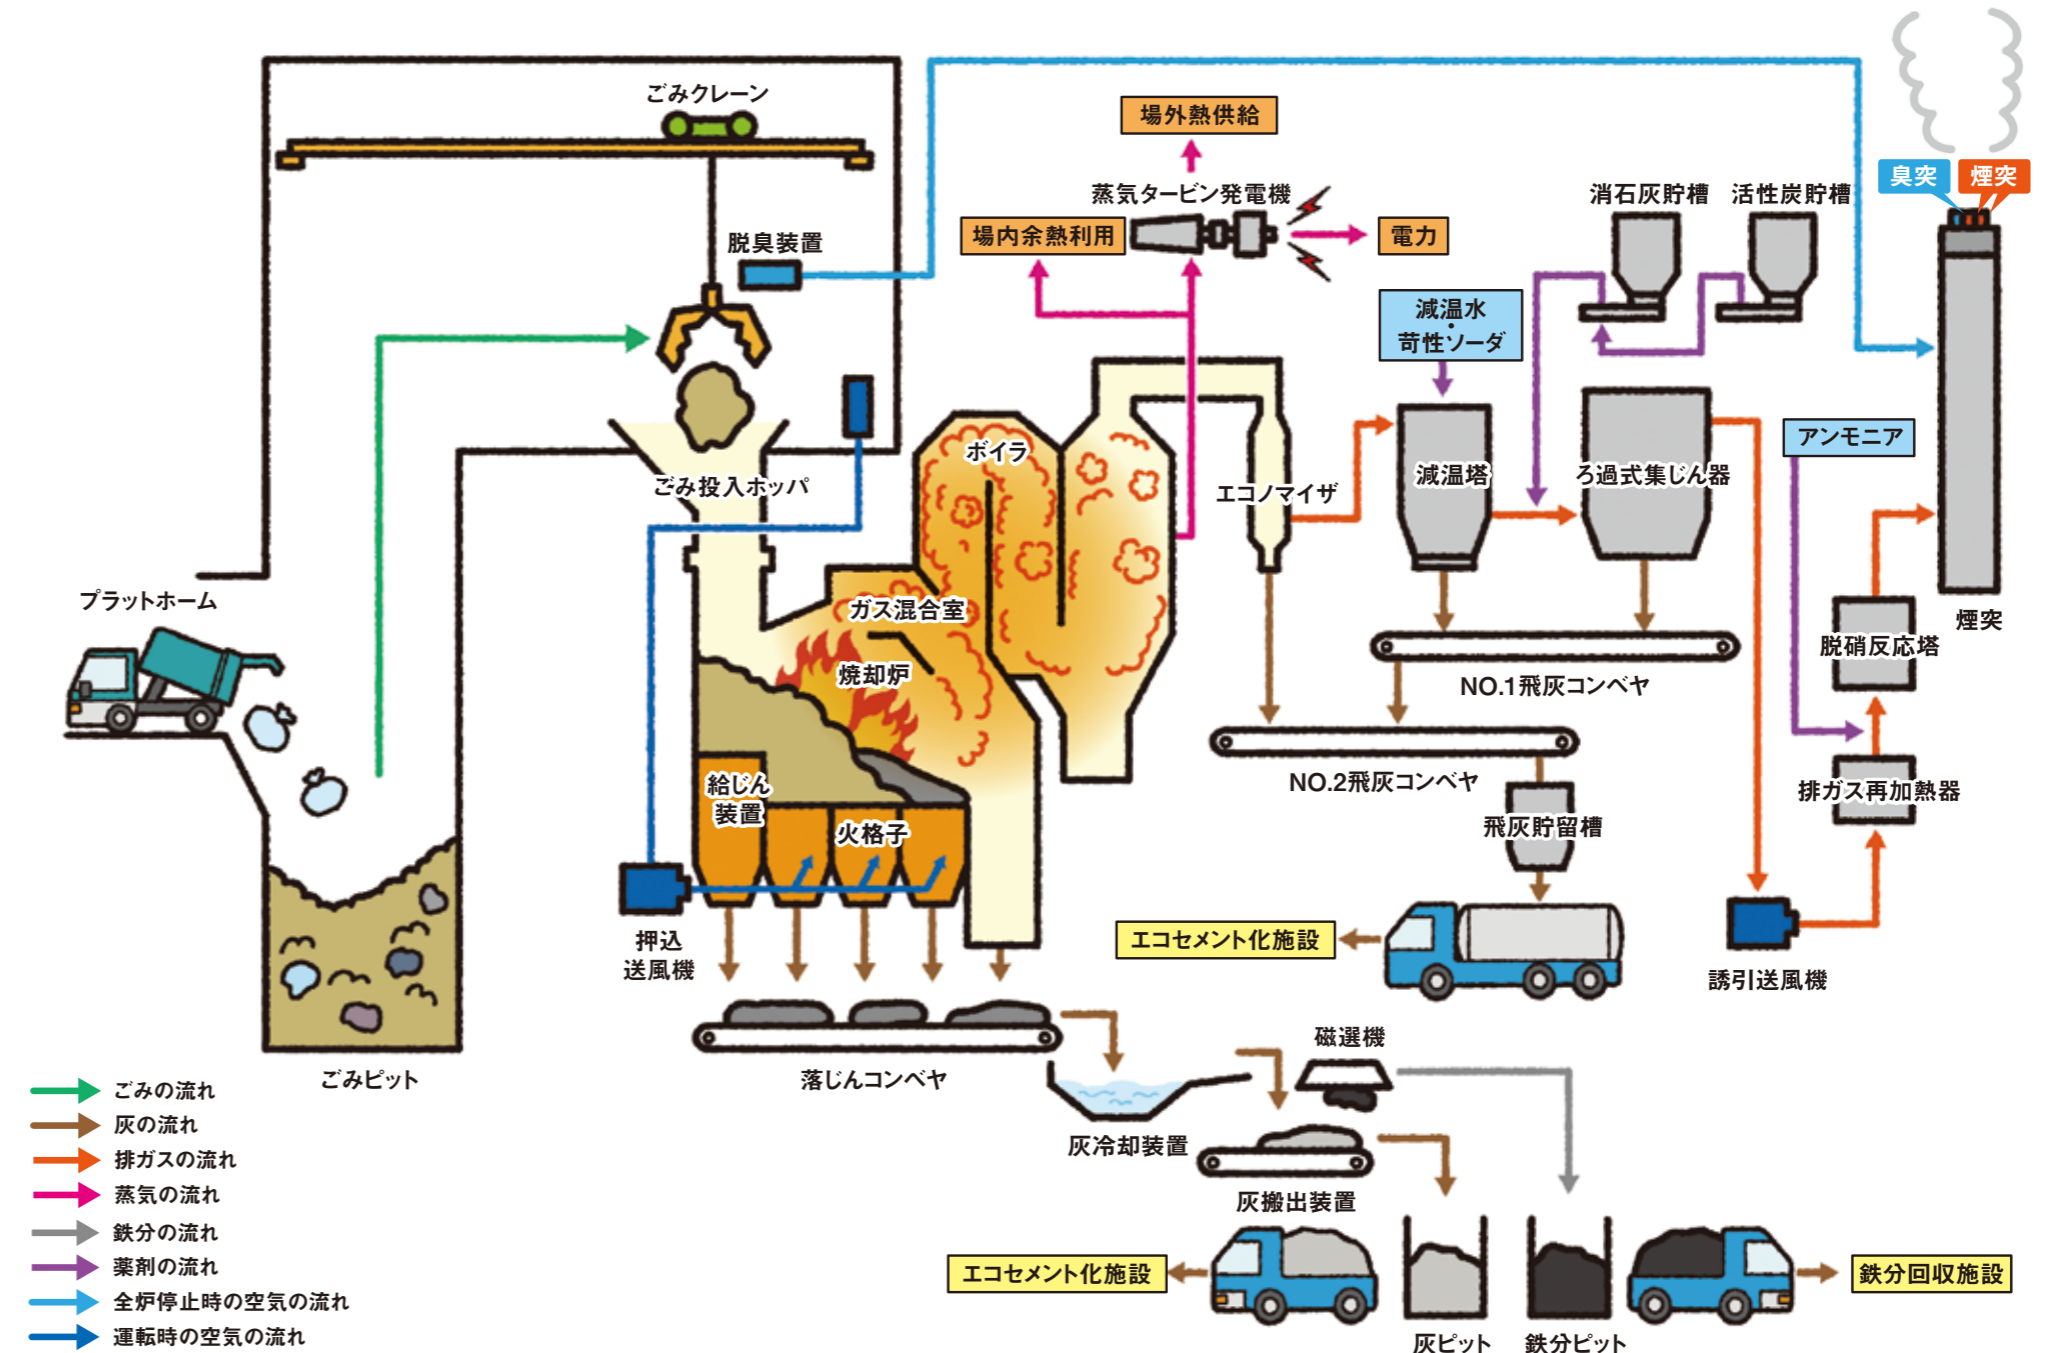 ごみクレーン
場外熱供給
臭突
煙突
蒸気タービン発電機
消石灰貯槽
活性炭貯槽
脱臭装置
場内余熱利用
電力
減温水
・
苛性ソーダ
アンモニア
ボイラ
ごみ投入ホッパ
エコノマイザ
減温塔
ろ過式集じん器
プラットホーム
ガス混合室
煙突
脱硝反応塔
焼却炉
NO.1飛灰コンベヤ
給じん
装置
NO.2飛灰コンベヤ
排ガス再加熱器
火格子
飛灰貯留槽
押込
送風機
エコセメント化施設
誘引送風機
磁選機
ごみピット
落じんコンベヤ
灰冷却装置
灰搬出装置
エコセメント化施設
鉄分回収施設
灰ピット
鉄分ピット
ごみの流れ
灰の流れ
排ガスの流れ
蒸気の流れ
鉄分の流れ
薬剤の流れ
全炉停止時の空気の流れ
運転時の空気の流れ